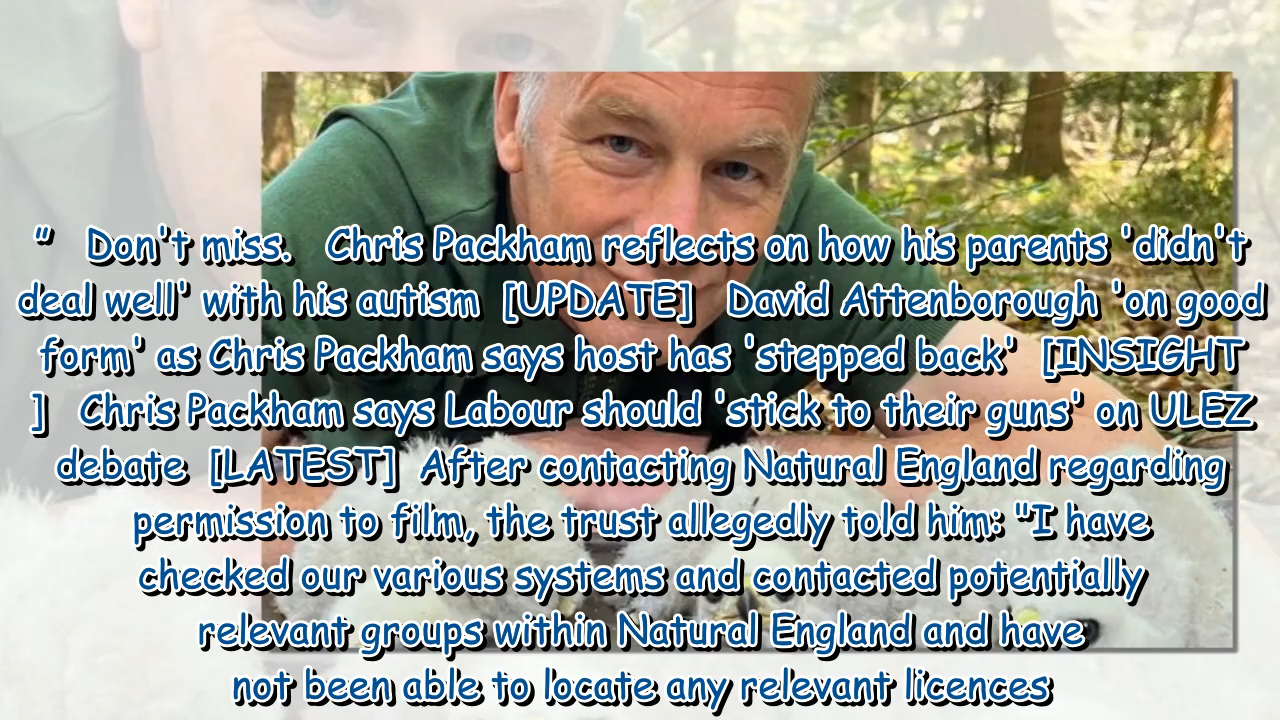 ” Don't miss. Chris Packham reflects on how his parents 'didn't
deal well' with his autism [UPDATE] David Attenborough 'on good
form' as Chris Packham says host has 'stepped back' [INSIGHT
] Chris Packham says Labour should 'stick to their guns' on ULEZ
debate [LATEST] After contacting Natural England regarding
permission to film, the trust allegedly told him: "I have
checked our various systems and contacted potentially
relevant groups within Natural England and have
not been able to locate any relevant licences